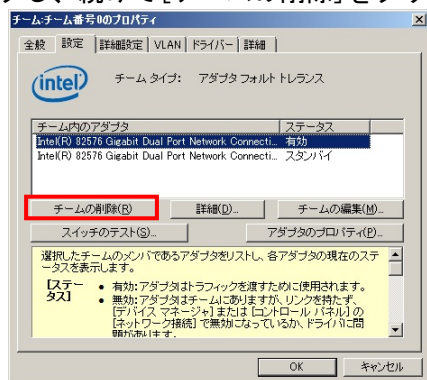 チーム:チーム番号0のプロパティ
全般 設定 詳細設定 VLAN ドライバー 詳細
intel
チーム タイプ: アダプタ フォルト トレランス
チーム内のアダプタ ステータス
Intel(R) 82576 Gigabit Dual Port Network Connecti... 有効
Intel(R) 82576 Gigabit Dual Port Network Connecti... スタンバイ
チームの削除(R) 詳細(D)... チームの編集(M)...
スイッチのテスト(S)... アダプタのプロパティ(P)...
選択したチームのメンバであるアダプタをリストし、各アダプタの現在のステ
ータスを表示します。
[ステー
タス]
• 有効: アダプタはトラフィックを渡すために使用されます。
• 無効: アダプタはチームにありますが、リンクを持たず、
[デバイス マネージャ] または [コントロール パネル] の
[ネットワーク接続] で無効になっているか、ドライバに問
題があります。
OK キャンセル